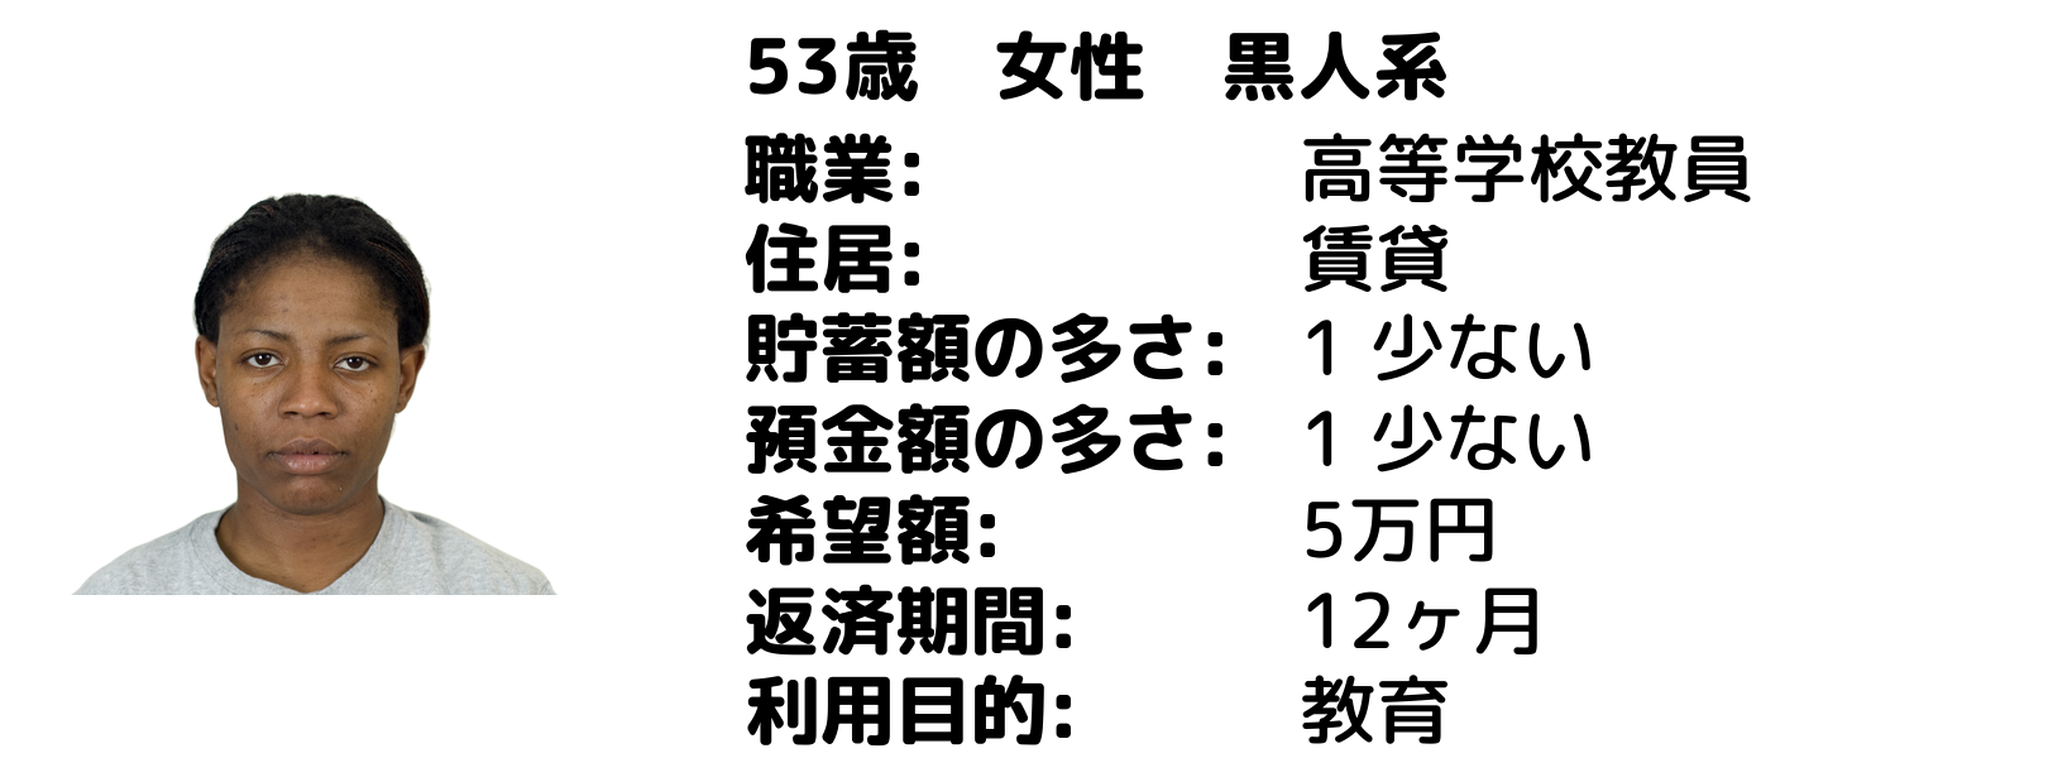 53歳　女性　黒人系
職業: 高等学校教員
住居: 賃貸
貯蓄額の多さ: 1 少ない
預金額の多さ: 1 少ない
希望額: 5万円
返済期間: 12ヶ月
利用目的: 教育